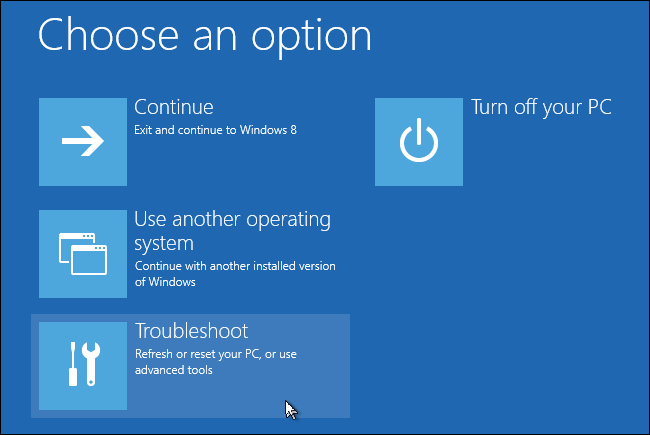 Choose an option
Continue
Exit and continue to Windows 8
Turn off your PC
Use another operating
system
Continue with another installed version
of Windows
Troubleshoot
Refresh or reset your PC, or use
advanced tools